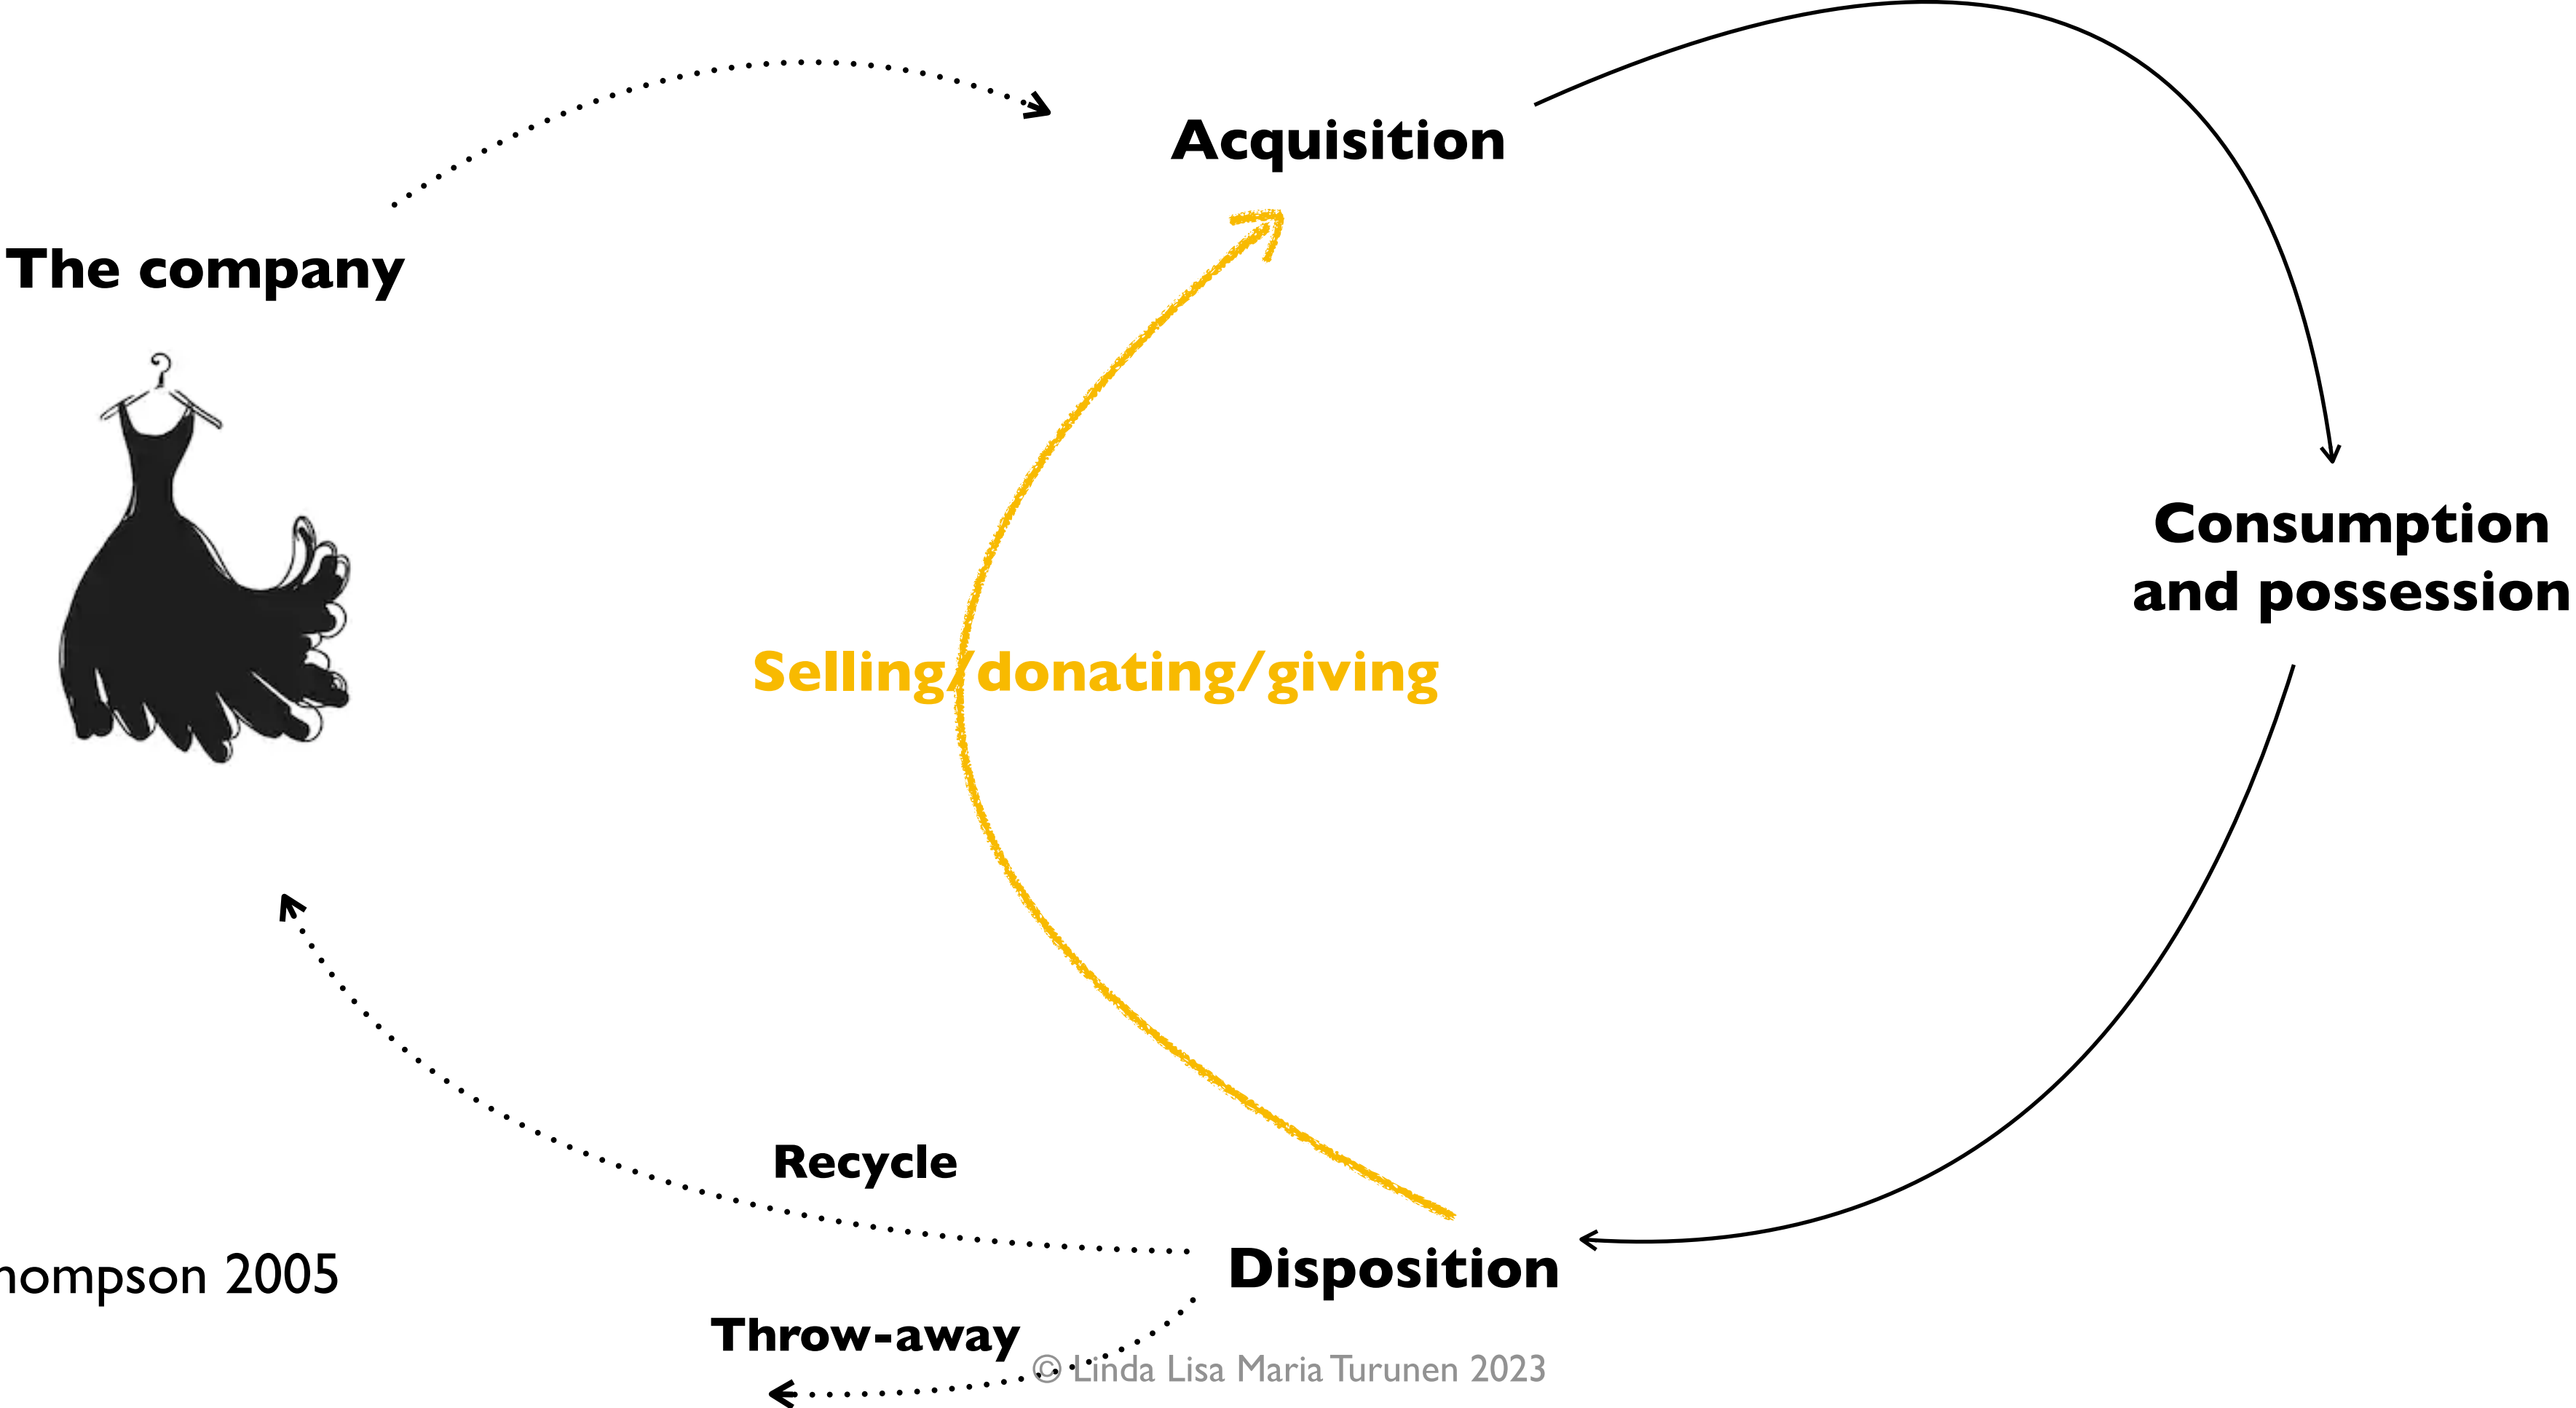 Acquisition
The company
Consumption
and possession
Selling/donating/giving
Recycle
Disposition
2005
Throw-away
© Linda Lisa Maria Turunen 2023